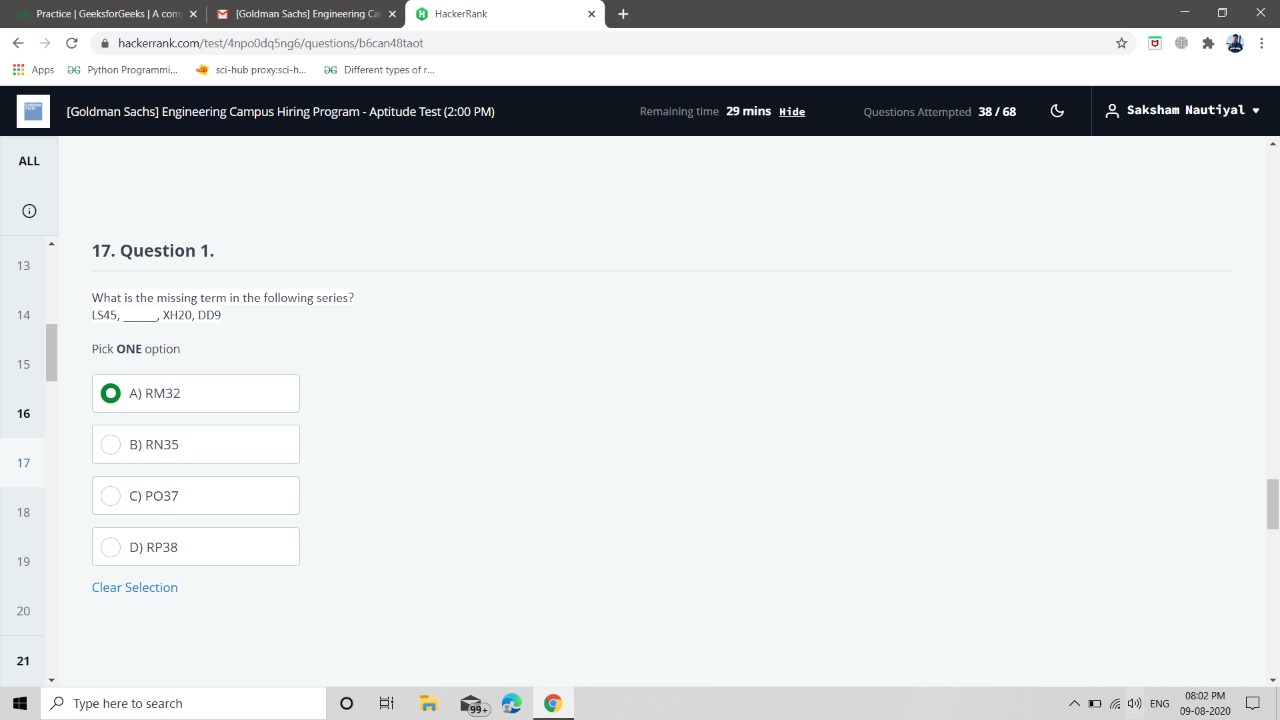 Practice | GeeksforGeeks | A com
[Goldman Sachs] Engineering Ca
HackerRank
hackerrank.com/test/4npo0dq5ng6/questions/b6can48taot
Apps
Python Programmi...
sci-hub proxy:sci-h...
Different types of r...
[Goldman Sachs] Engineering Campus Hiring Program - Aptitude Test (2:00 PM)
Remaining time 29 mins Hide
Questions Attempted 38 / 68
Saksham Nautiyal
ALL
13
14
15
16
17
18
19
20
21
17. Question 1.
What is the missing term in the following series?
LS45, _____, XH20, DD9
Pick ONE option
A) RM32
B) RN35
C) PO37
D) RP38
Clear Selection
Type here to search
99+
ENG
08:02 PM
09-08-2020